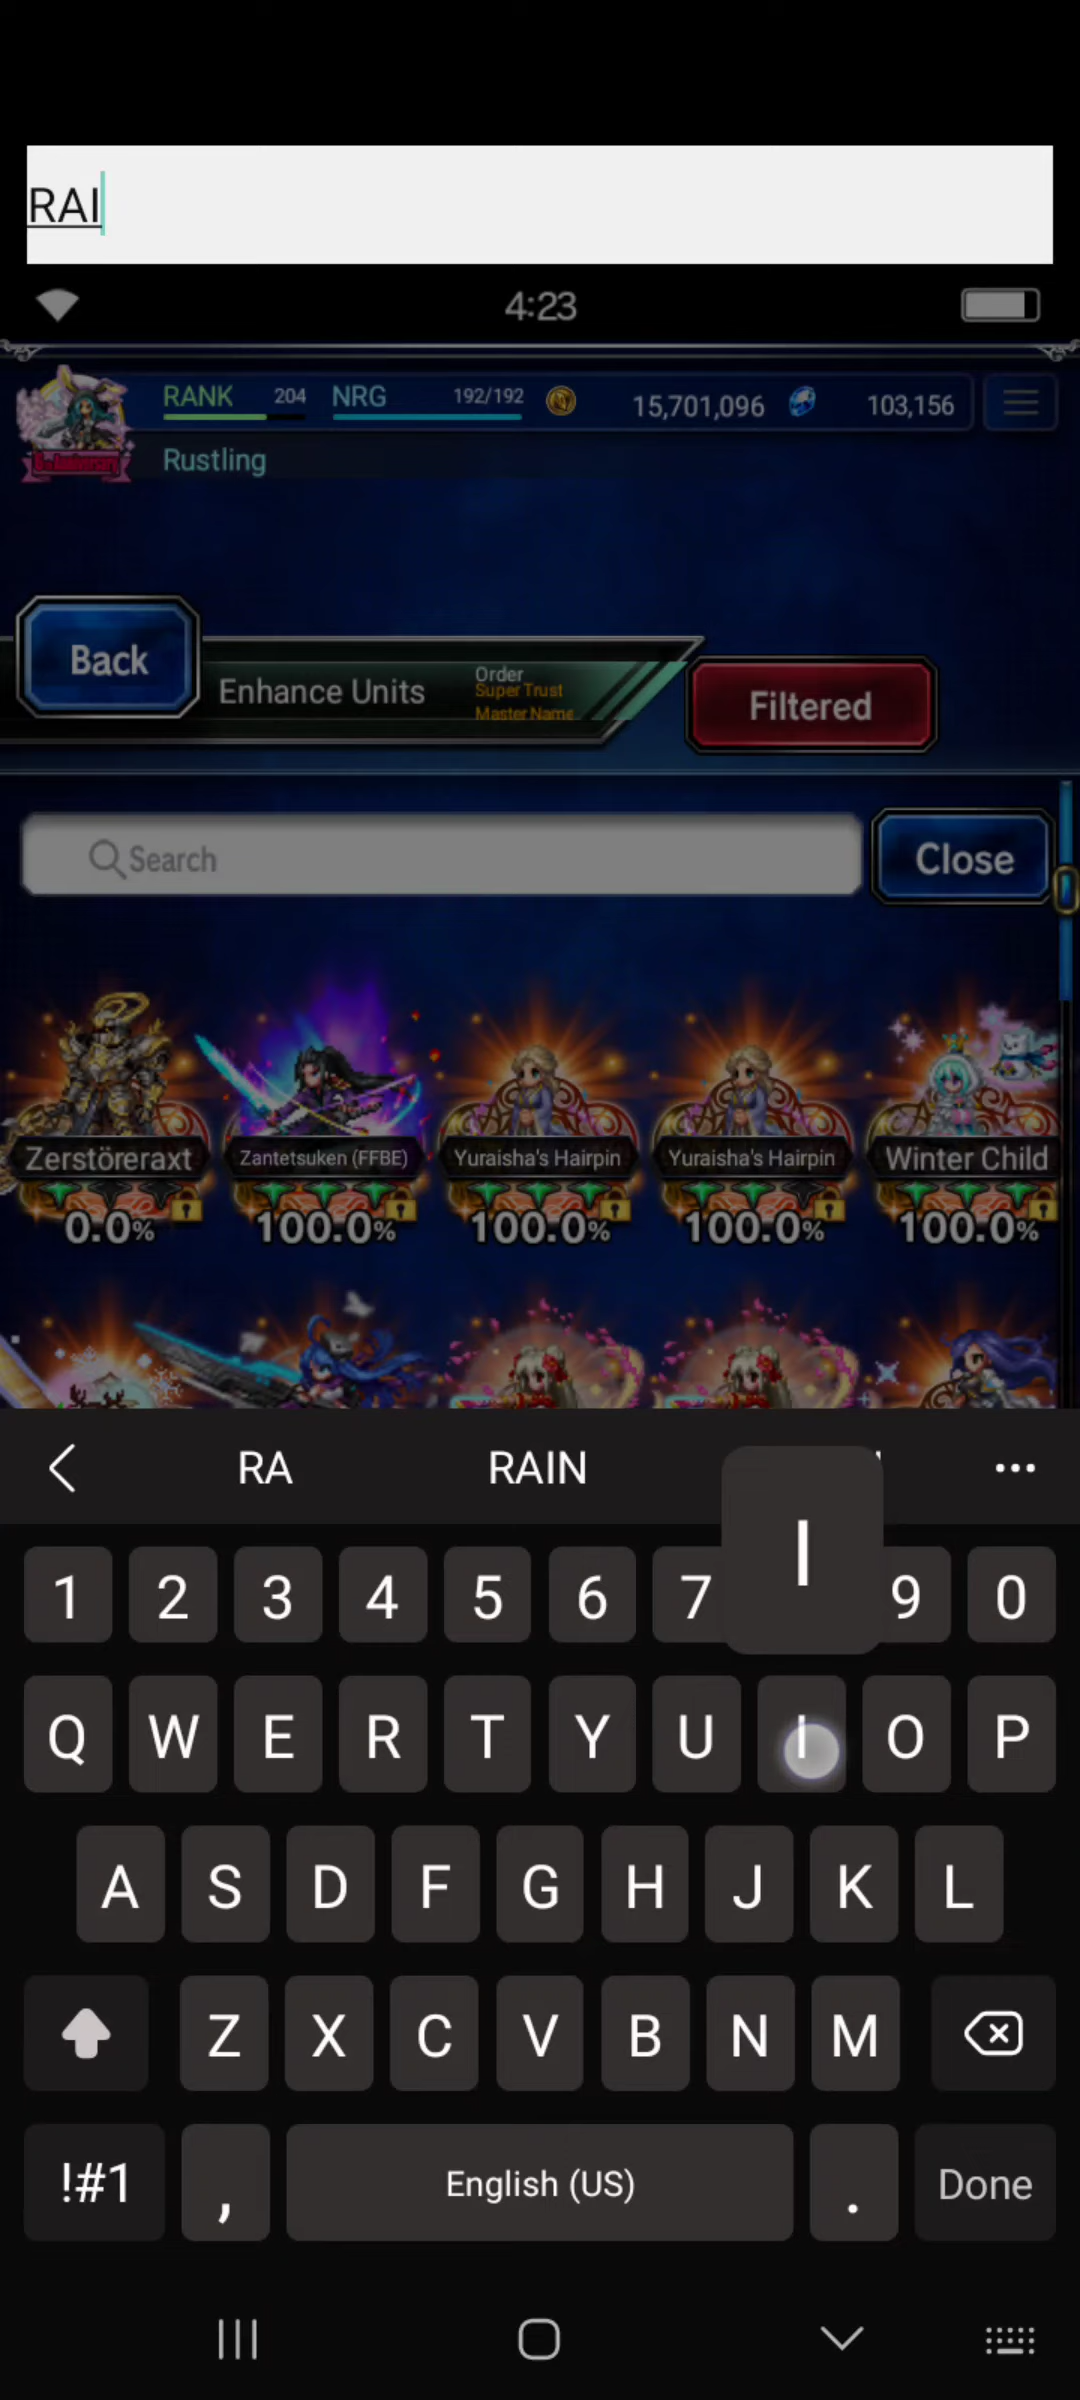 RAI
4:23
RANK 204 NRG 192/192 15,701,096 103,156
Rustling
Back
Enhance Units
Order
Super Trust
Master Name
Filtered
Search
Close
Zerstöreraxt Zantetsuken (FFBE) Yuraisha's Hairpin Yuraisha's Hairpin Winter Child
0.0% 100.0% 100.0% 100.0% 100.0%
RA RAIN
I
1 2 3 4 5 6 7 9 0
Q W E R T Y U I O P
A S D F G H J K L
Z X C V B N M
!#1 , English (US) . Done